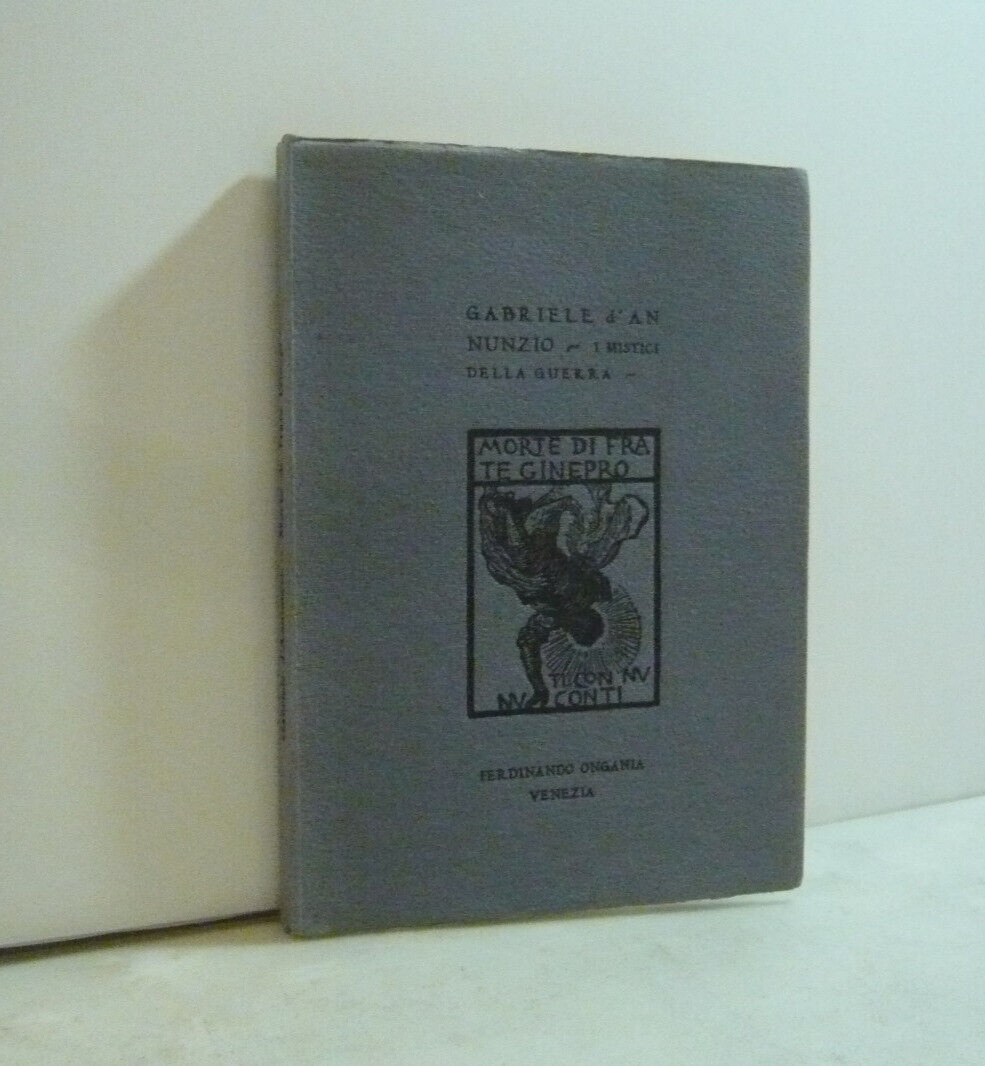 GABRIELE d'AN
NUNZIO ~ I MISTICI
DELLA GUERRA ~
MORTE DI FRA
TE GINEPRO
TI CON NV
NV CONTI
FERDINANDO ONGANIA
VENEZIA